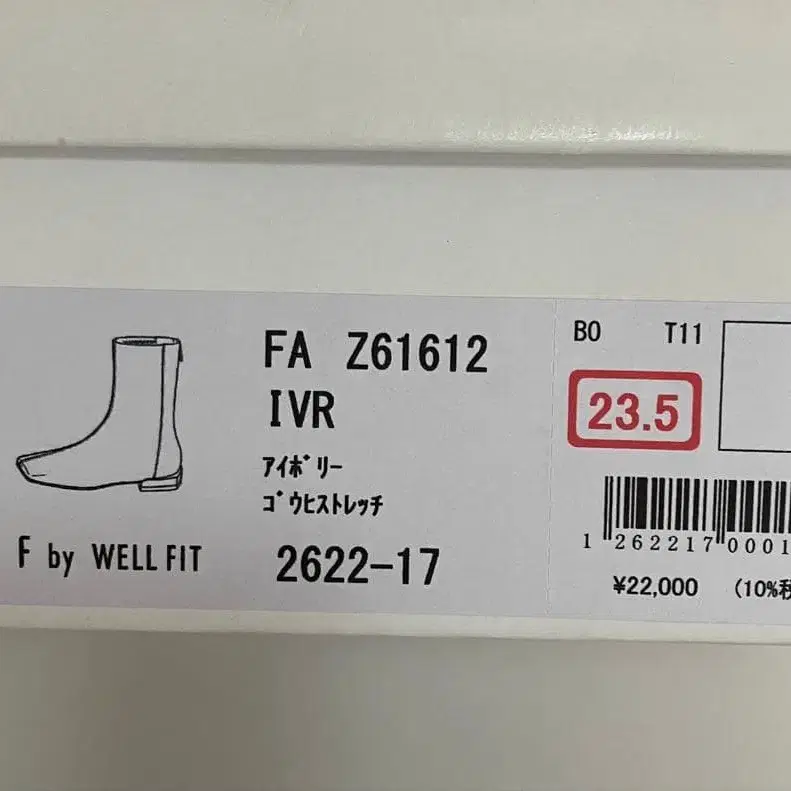 FA Z61612
IVR
ｱｲﾎﾞﾘｰ
ｺﾞｳﾋｽﾄﾚｯﾁ
F by WELL FIT
2622-17
B0 T11
23.5
1 262217 0001
¥22,000 (10%税